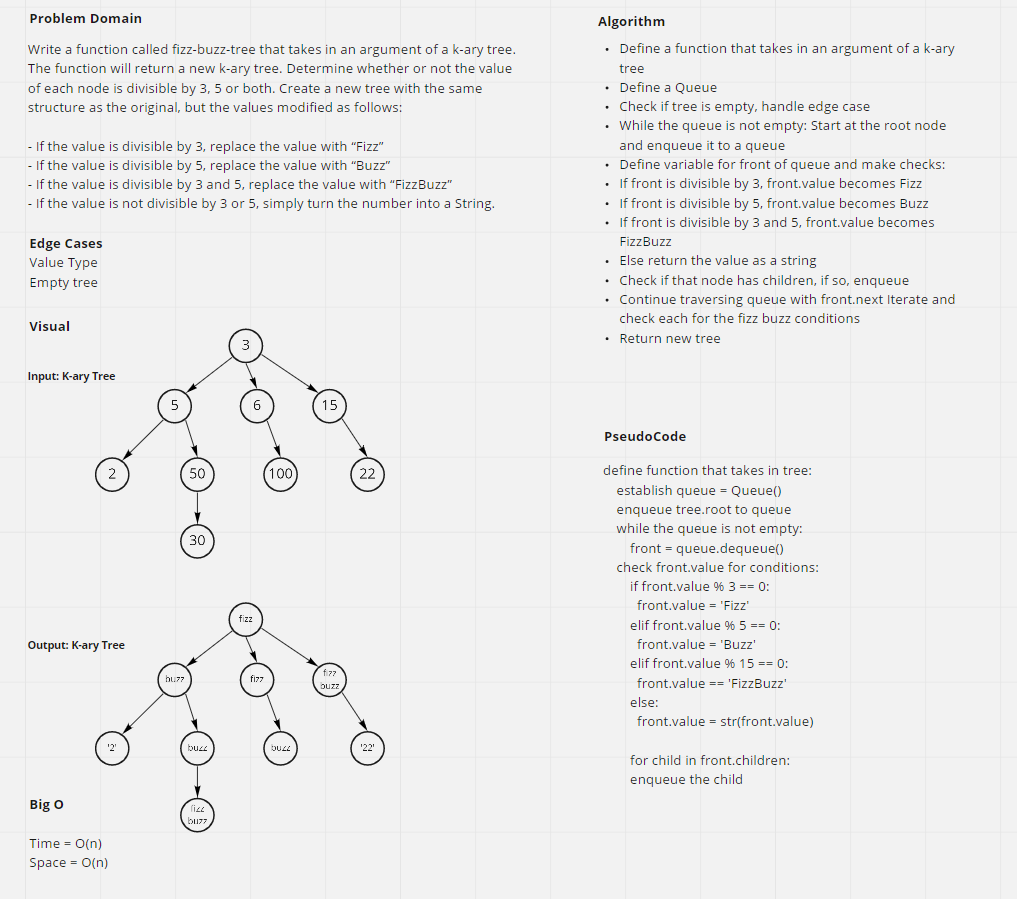 Problem Domain
Write a function called fizz-buzz-tree that takes in an argument of a k-ary tree.
The function will return a new k-ary tree. Determine whether or not the value
of each node is divisible by 3, 5 or both. Create a new tree with the same
structure as the original, but the values modified as follows:
- If the value is divisible by 3, replace the value with “Fizz”
- If the value is divisible by 5, replace the value with “Buzz”
- If the value is divisible by 3 and 5, replace the value with “FizzBuzz”
- If the value is not divisible by 3 or 5, simply turn the number into a String.
Edge Cases
Value Type
Empty tree
Visual
Input: K-ary Tree
3
5 6 15
2 50 100 22
30
Output: K-ary Tree
fizz
buzz fizz fizz
buzz
'2' buzz buzz '22'
fizz
buzz
Big O
Time = O(n)
Space = O(n)
Algorithm
• Define a function that takes in an argument of a k-ary
tree
• Define a Queue
• Check if tree is empty, handle edge case
• While the queue is not empty: Start at the root node
and enqueue it to a queue
• Define variable for front of queue and make checks:
• If front is divisible by 3, front.value becomes Fizz
• If front is divisible by 5, front.value becomes Buzz
• If front is divisible by 3 and 5, front.value becomes
FizzBuzz
• Else return the value as a string
• Check if that node has children, if so, enqueue
• Continue traversing queue with front.next Iterate and
check each for the fizz buzz conditions
• Return new tree
PseudoCode
define function that takes in tree:
establish queue = Queue()
enqueue tree.root to queue
while the queue is not empty:
front = queue.dequeue()
check front.value for conditions:
if front.value % 3 == 0:
front.value = 'Fizz'
elif front.value % 5 == 0:
front.value = 'Buzz'
elif front.value % 15 == 0:
front.value == 'FizzBuzz'
else:
front.value = str(front.value)
for child in front.children:
enqueue the child